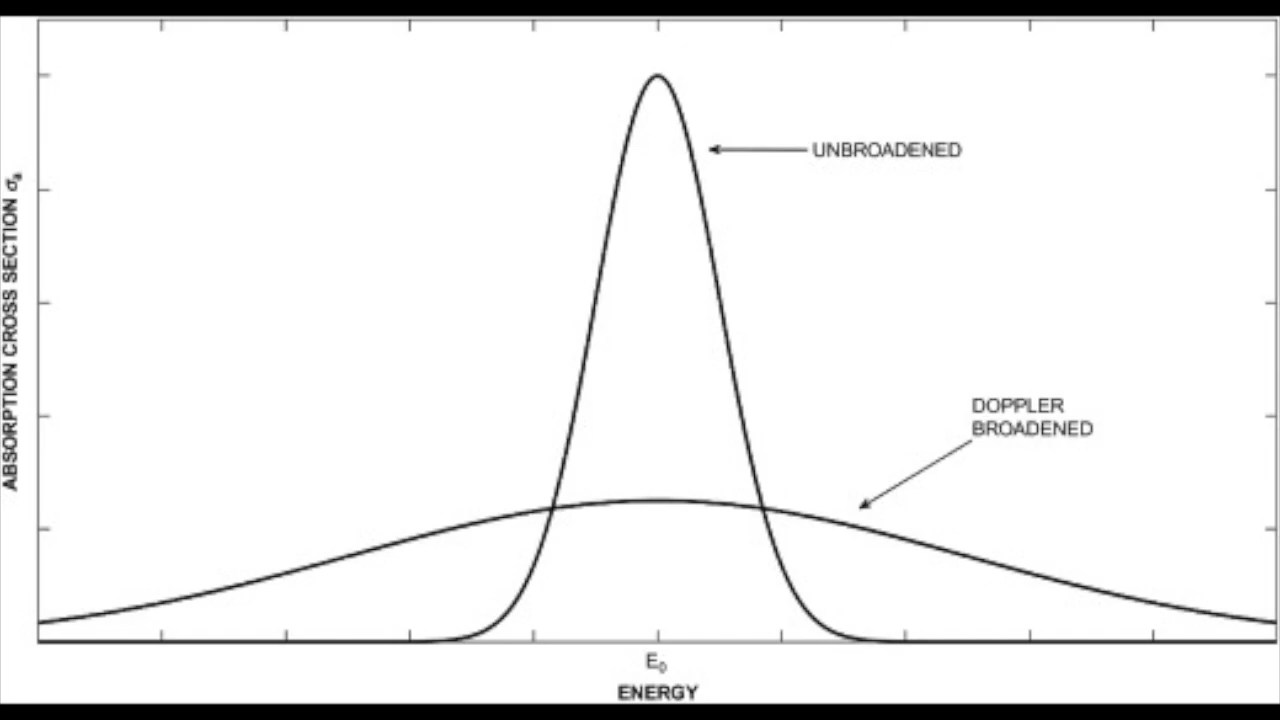 UNBROADENED
DOPPLER
BROADENED
ABSORPTION CROSS SECTION σₐ
E₀
ENERGY